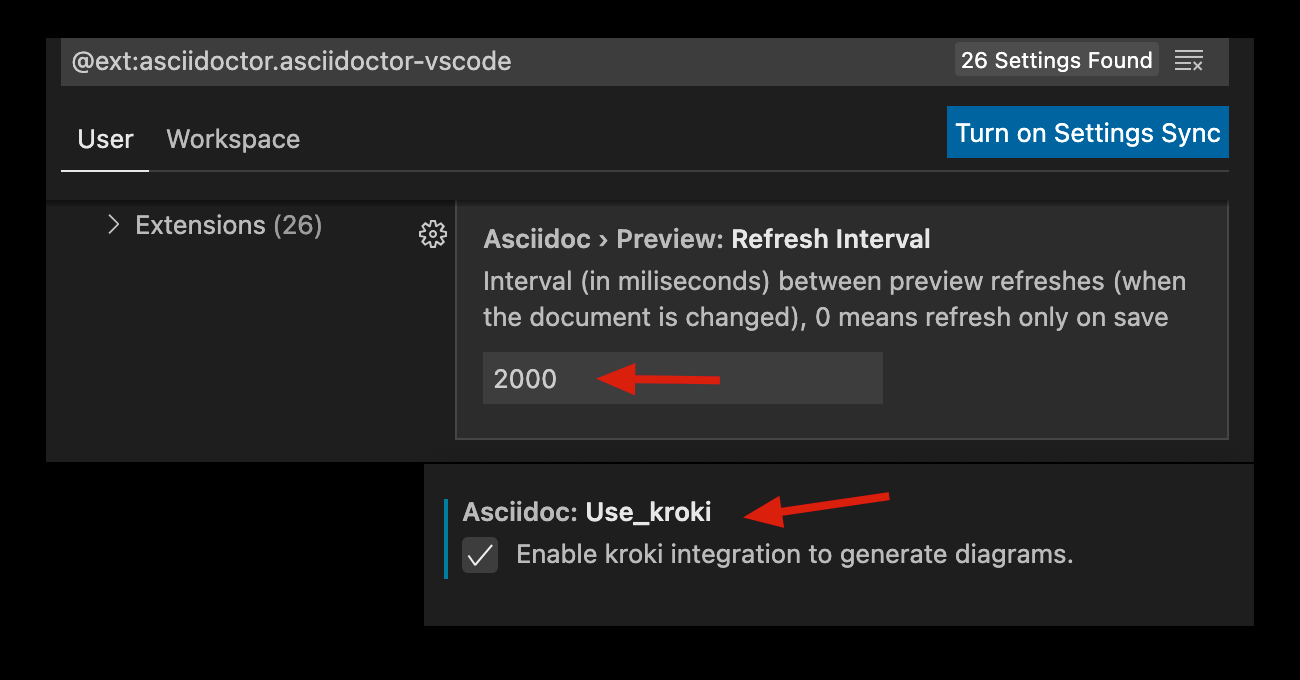 @ext:asciidoctor.asciidoctor-vscode
26 Settings Found
User
Workspace
Turn on Settings Sync
Extensions (26)
Asciidoc › Preview: Refresh Interval
Interval (in miliseconds) between preview refreshes (when
the document is changed), 0 means refresh only on save
2000
Asciidoc: Use_kroki
Enable kroki integration to generate diagrams.